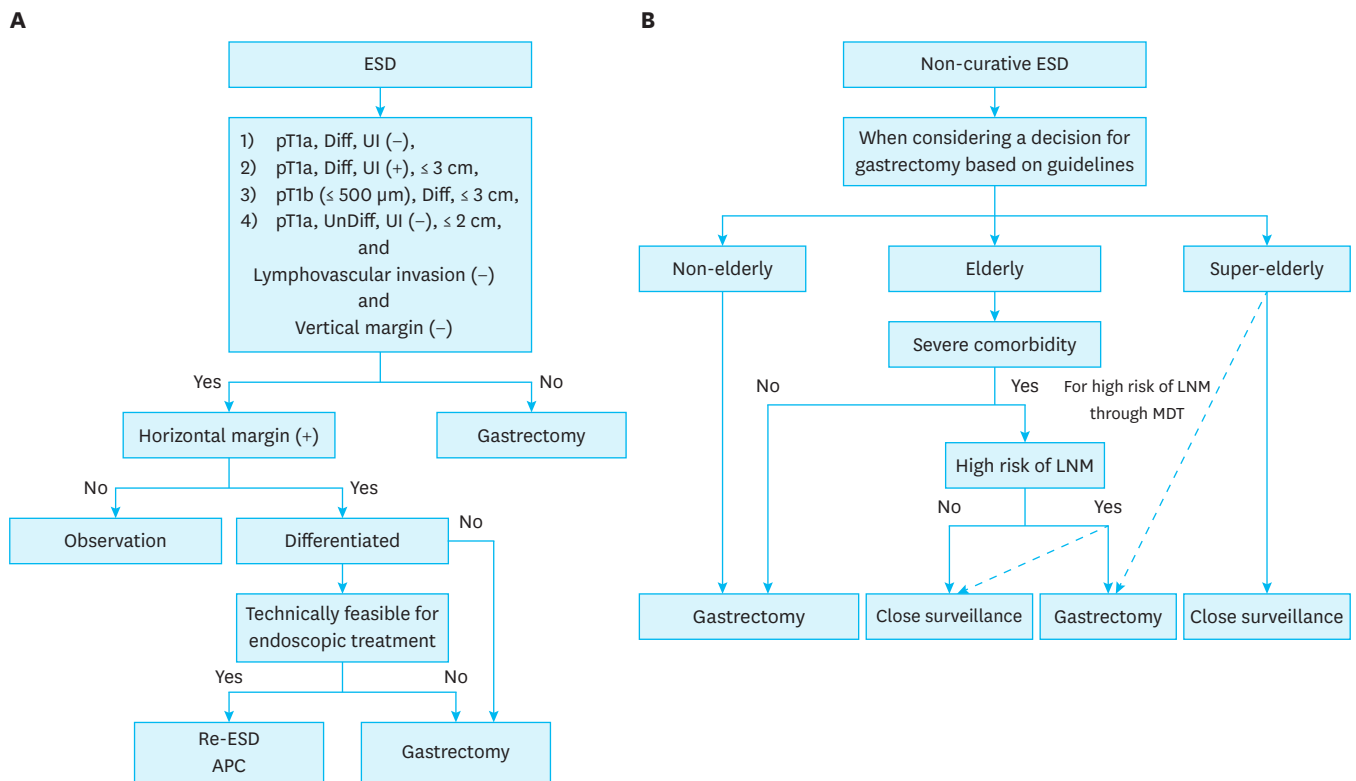 A
ESD
1) pT1a, Diff, UI (−),
2) pT1a, Diff, UI (+), ≤ 3 cm,
3) pT1b (≤ 500 μm), Diff, ≤ 3 cm,
4) pT1a, UnDiff, UI (−), ≤ 2 cm,
and
Lymphovascular invasion (−)
and
Vertical margin (−)
Yes
No
Horizontal margin (+)
Gastrectomy
No
Yes
Observation
Differentiated
No
Technically feasible for
endoscopic treatment
Yes
No
Re-ESD
APC
Gastrectomy
B
Non-curative ESD
When considering a decision for
gastrectomy based on guidelines
Non-elderly
Elderly
Super-elderly
Severe comorbidity
No
Yes
For high risk of LNM
through MDT
High risk of LNM
No
Yes
Gastrectomy
Close surveillance
Gastrectomy
Close surveillance